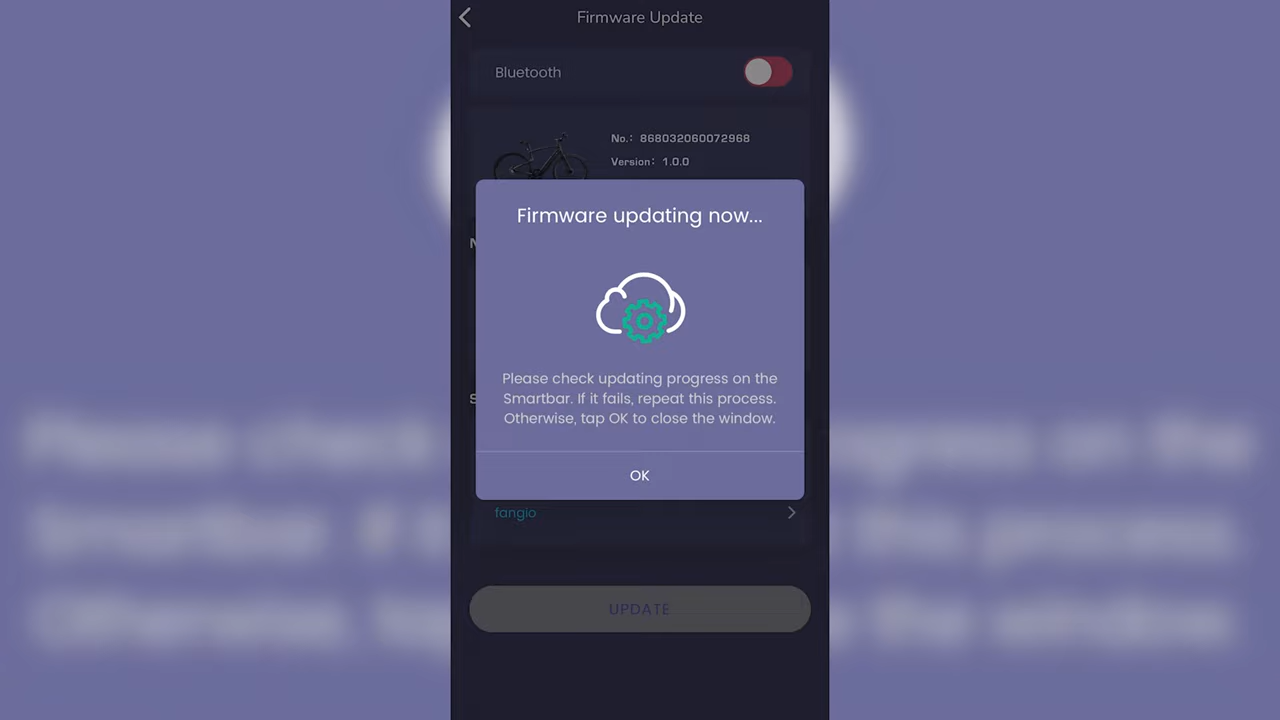 Firmware Update
Bluetooth
No.: 868032060072968
Version: 1.0.0
Firmware updating now...
Please check updating progress on the
Smartbar. If it fails, repeat this process.
Otherwise, tap OK to close the window.
OK
fangio
UPDATE